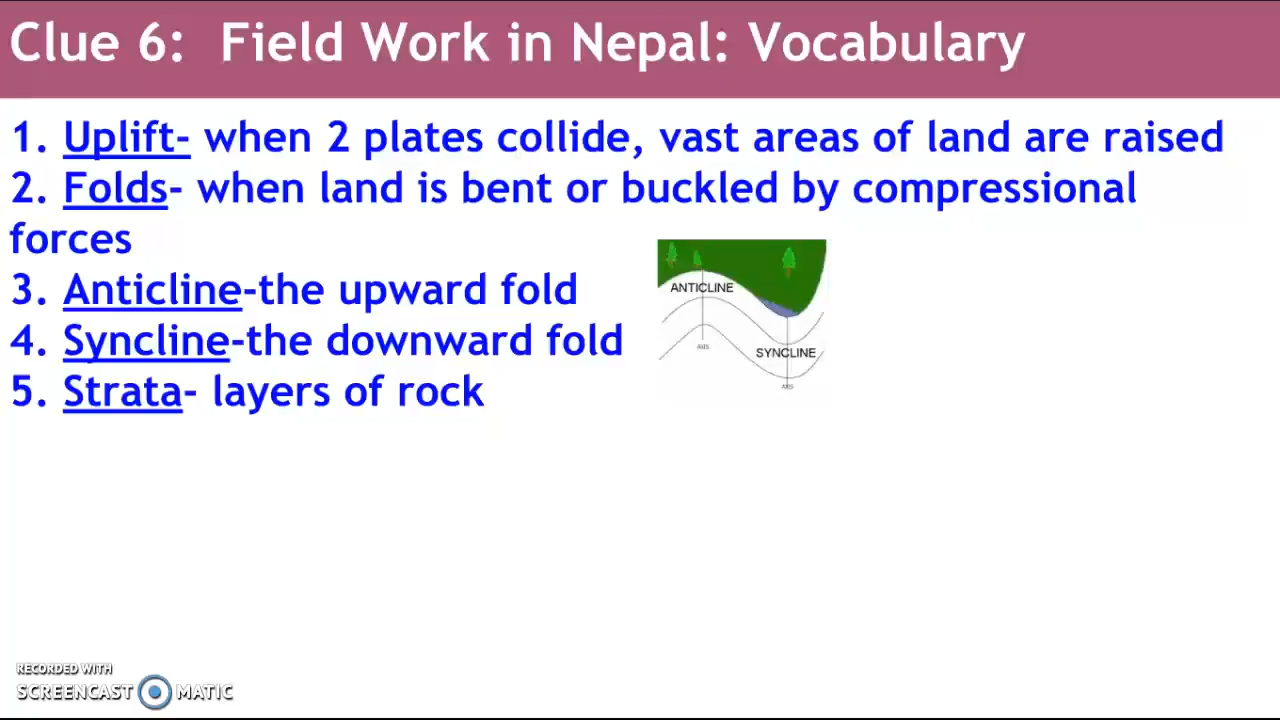 Clue 6:  Field Work in Nepal: Vocabulary
1. Uplift- when 2 plates collide, vast areas of land are raised
2. Folds- when land is bent or buckled by compressional
forces
3. Anticline-the upward fold
4. Syncline-the downward fold
5. Strata- layers of rock
ANTICLINE
AXIS
SYNCLINE
AXIS
RECORDED WITH
SCREENCAST MATIC